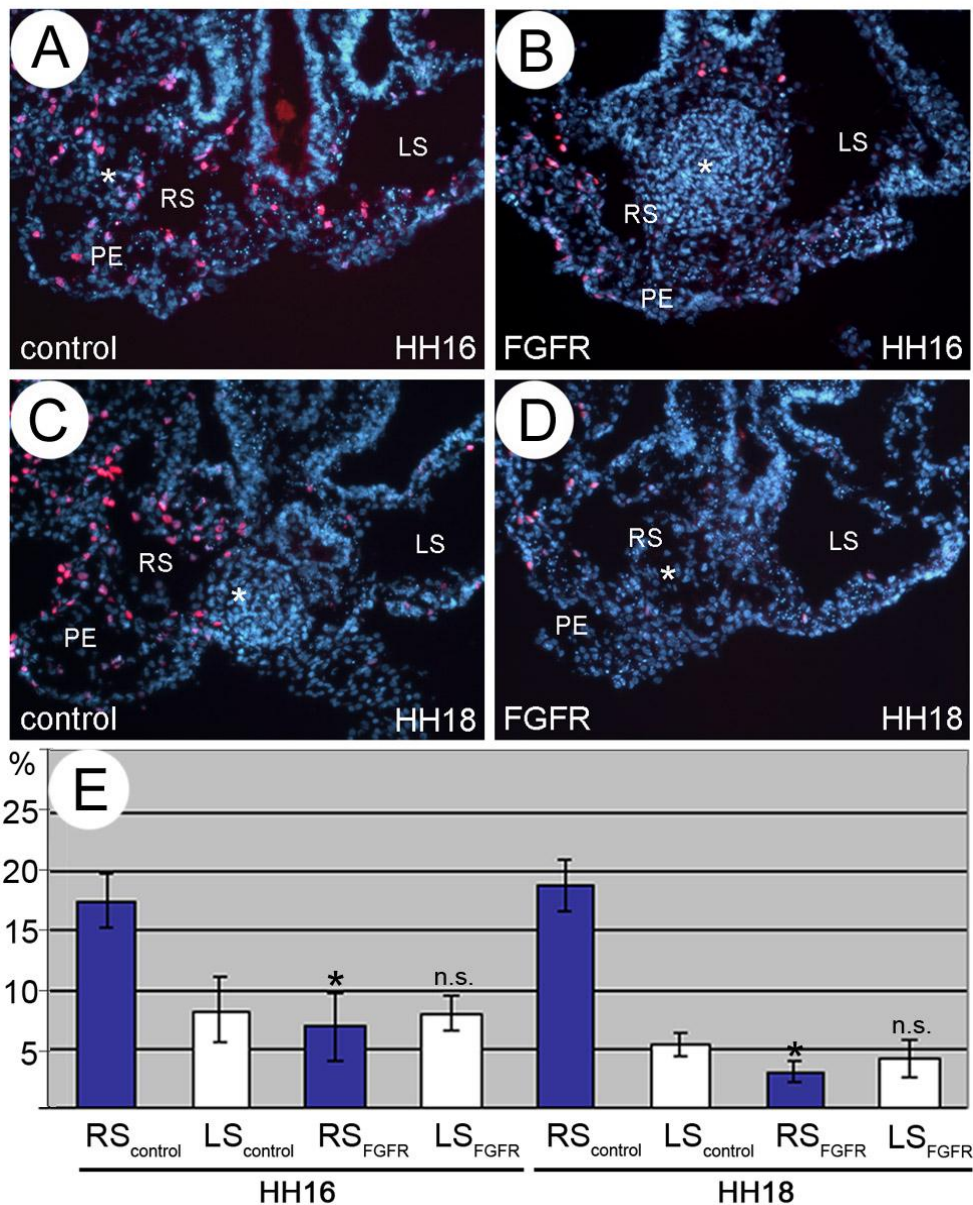 A
*
RS
LS
PE
control HH16
B
*
LS
RS
PE
FGFR HH16
C
RS
LS
*
PE
control HH18
D
RS
LS
*
PE
FGFR HH18
%
E
25
20
15
10
5
* n.s. * n.s.
RScontrol LScontrol RSFGFR LSFGFR RScontrol LScontrol RSFGFR LSFGFR
HH16 HH18